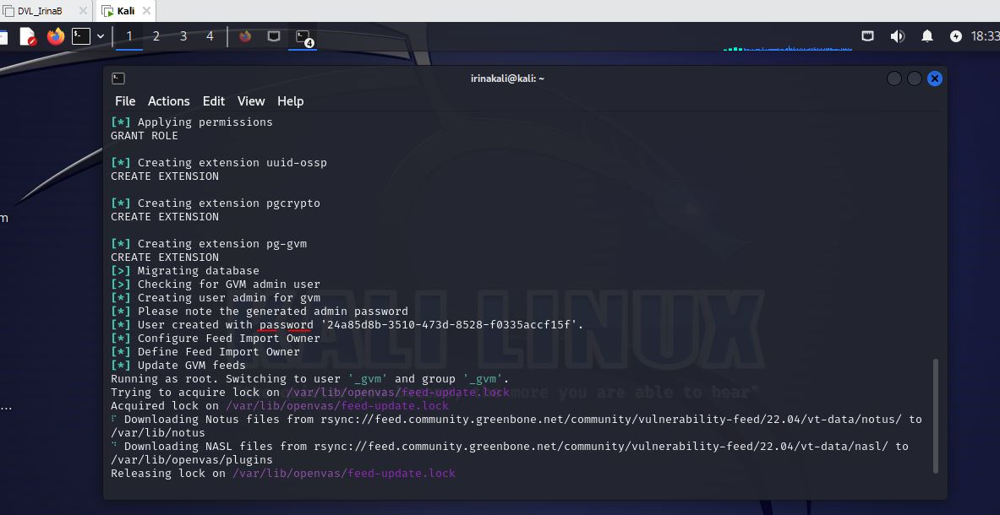 DVL_IrinaB
Kali
1 2 3 4
4
18:33
irinakali@kali: ~
File Actions Edit View Help
[*] Applying permissions
GRANT ROLE
[*] Creating extension uuid-ossp
CREATE EXTENSION
[*] Creating extension pgcrypto
CREATE EXTENSION
m
[*] Creating extension pg-gvm
CREATE EXTENSION
[>] Migrating database
[>] Checking for GVM admin user
[*] Creating user admin for gvm
[*] Please note the generated admin password
[*] User created with password '24a85d8b-3510-473d-8528-f0335accf15f'.
[*] Configure Feed Import Owner
[*] Define Feed Import Owner
[*] Update GVM feeds
KALI LINUX
Running as root. Switching to user '_gvm' and group '_gvm'.
Trying to acquire lock on /var/lib/openvas/feed-update.lock
more you are able to hear"
Acquired lock on /var/lib/openvas/feed-update.lock
...
Downloading Notus files from rsync://feed.community.greenbone.net/community/vulnerability-feed/22.04/vt-data/notus/ to
/var/lib/notus
Downloading NASL files from rsync://feed.community.greenbone.net/community/vulnerability-feed/22.04/vt-data/nasl/ to
/var/lib/openvas/plugins
Releasing lock on /var/lib/openvas/feed-update.lock